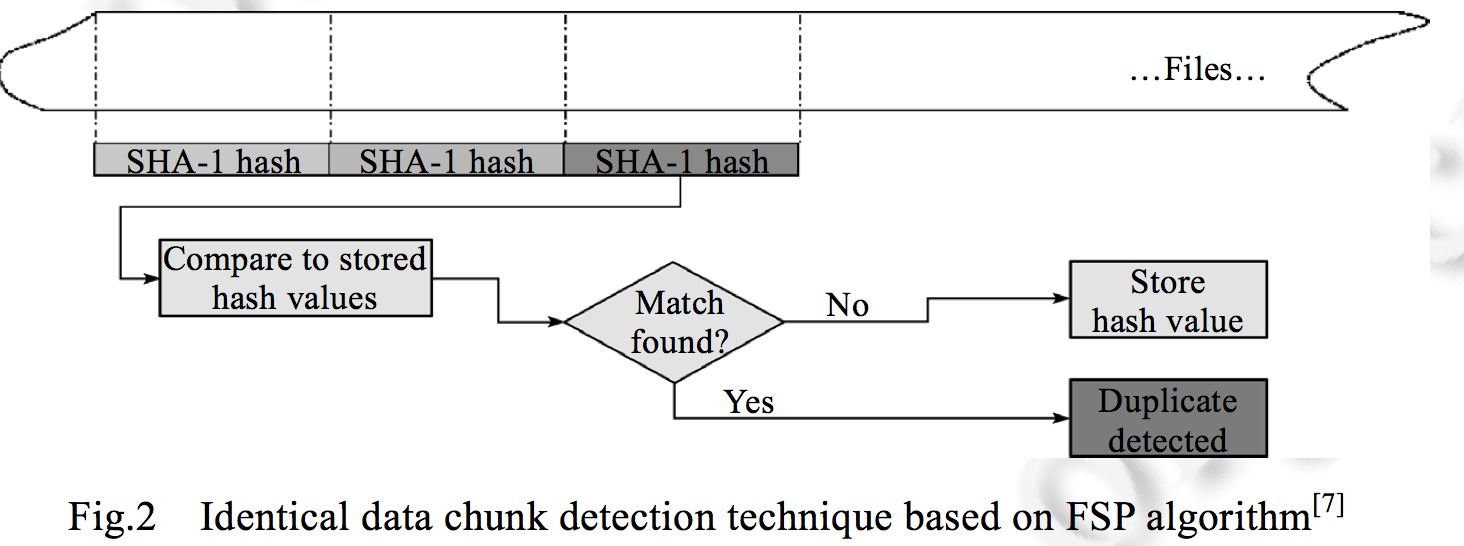 …Files…
SHA-1 hash SHA-1 hash SHA-1 hash
Compare to stored
hash values
Match
found?
No
Store
hash value
Yes
Duplicate
detected
Fig.2 Identical data chunk detection technique based on FSP algorithm[7]